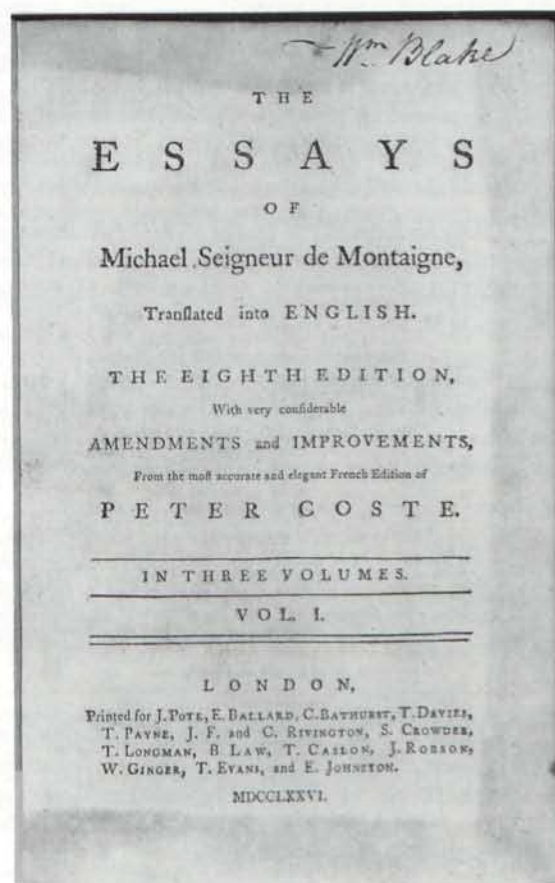 Wm Blake
THE
ESSAYS
OF
Michael Seigneur de Montaigne,
Tranſlated into ENGLISH.
THE EIGHTH EDITION,
With very conſiderable
AMENDMENTS and IMPROVEMENTS,
From the moſt accurate and elegant French Edition of
PETER COSTE.
IN THREE VOLUMES.
VOL. I.
LONDON,
Printed for J. POTE, E. BALLARD, C. BATHURST, T. DAVIES,
T. PAYNE, J. F. and C. RIVINGTON, S. CROWDER,
T. LONGMAN, B LAW, T. CASLON, J. ROBSON,
W. GINGER, T. EVANS, and E. JOHNSTON.
MDCCLXXVI.